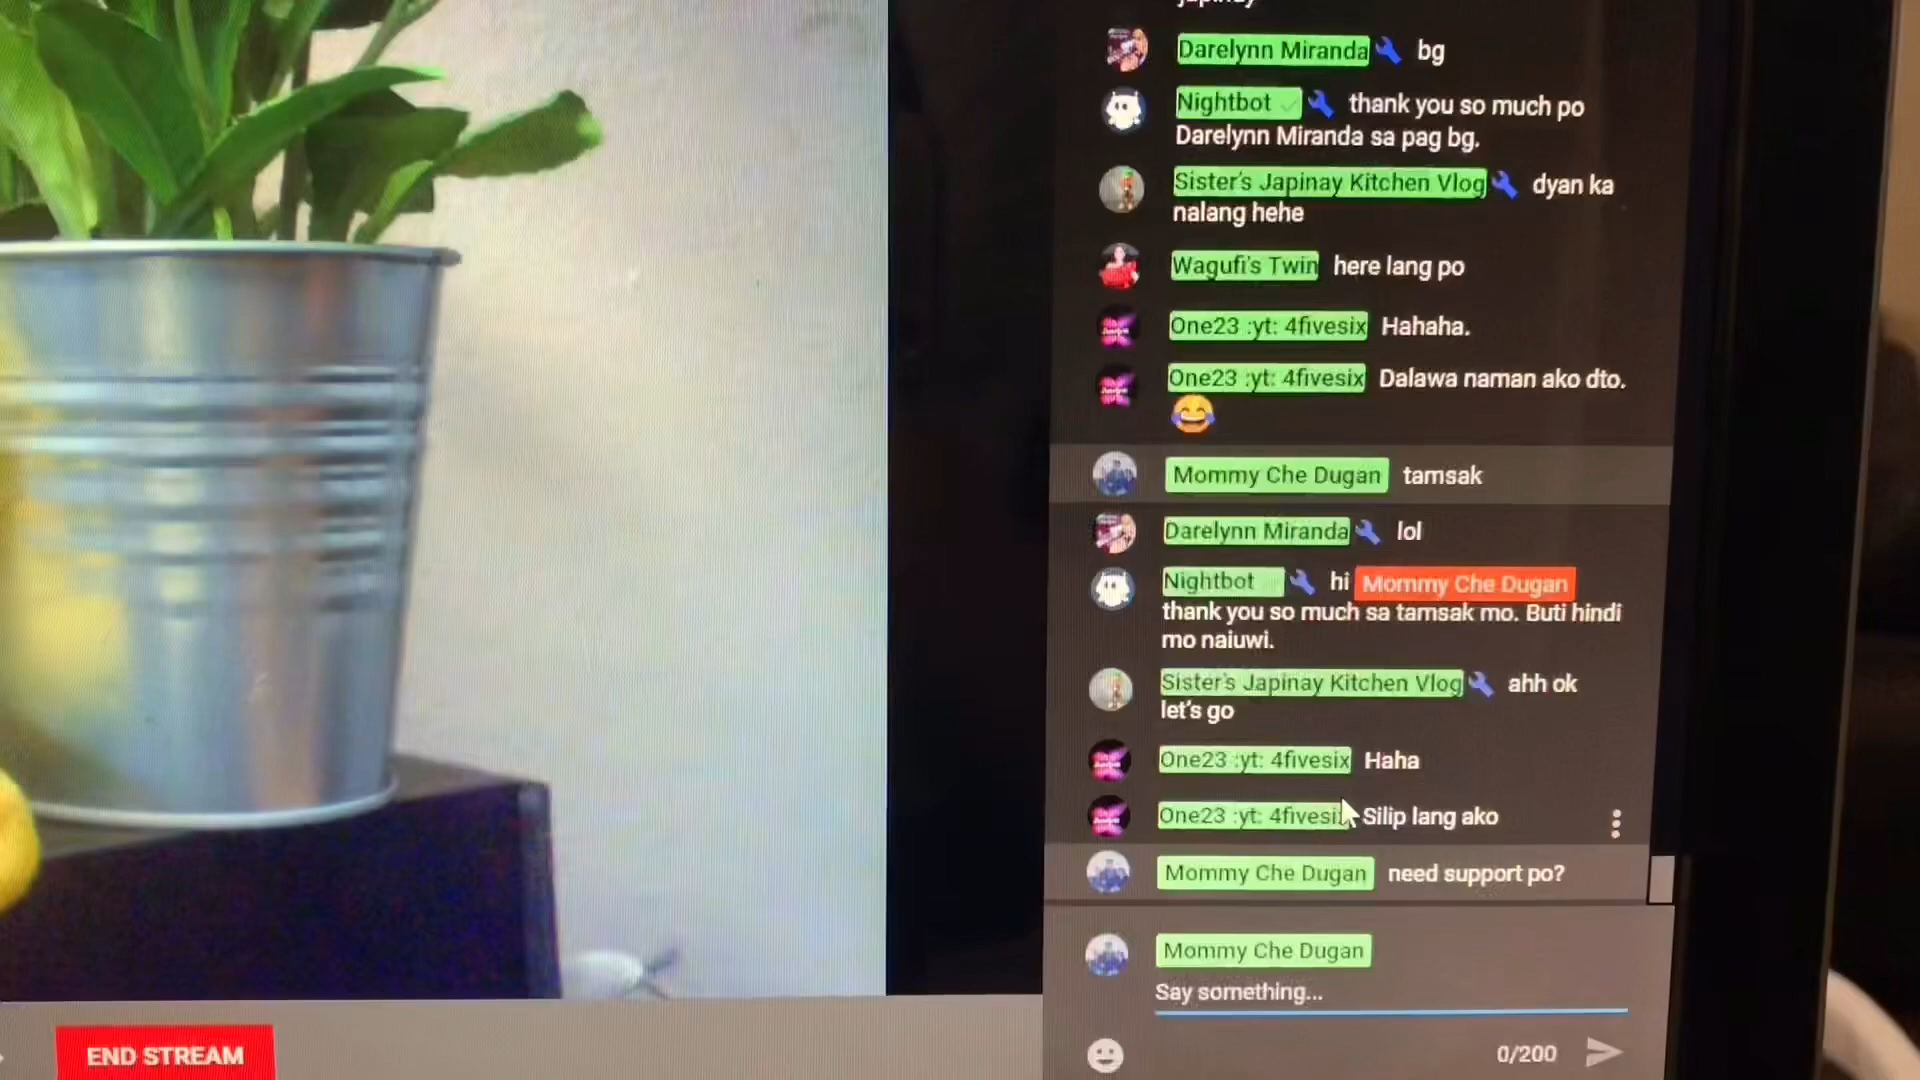 Darelynn Miranda bg
Nightbot thank you so much po
Darelynn Miranda sa pag bg.
Sister's Japinay Kitchen Vlog dyan ka
nalang hehe
Wagufi's Twin here lang po
One23 :yt: 4fivesix Hahaha.
One23 :yt: 4fivesix Dalawa naman ako dto.
Mommy Che Dugan tamsak
Darelynn Miranda lol
Nightbot hi Mommy Che Dugan
thank you so much sa tamsak mo. Buti hindi
mo naiuwi.
Sister's Japinay Kitchen Vlog ahh ok
let's go
One23 :yt: 4fivesix Haha
One23 :yt: 4fivesix Silip lang ako
Mommy Che Dugan need support po?
Mommy Che Dugan
Say something...
0/200
END STREAM